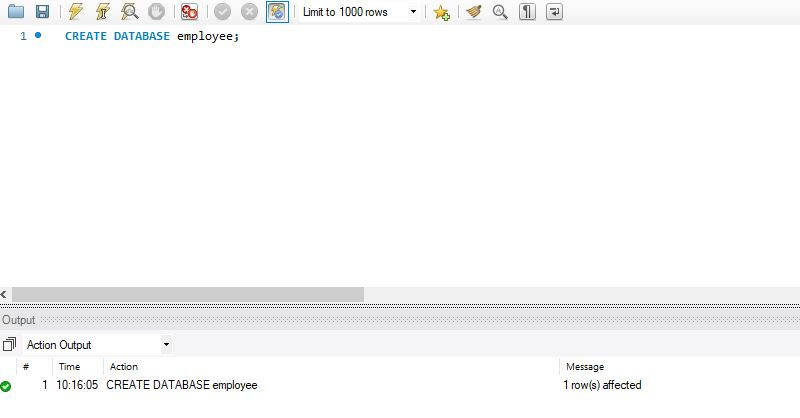 Limit to 1000 rows
1 CREATE DATABASE employee;
Output
Action Output
# Time Action Message
1 10:16:05 CREATE DATABASE employee 1 row(s) affected